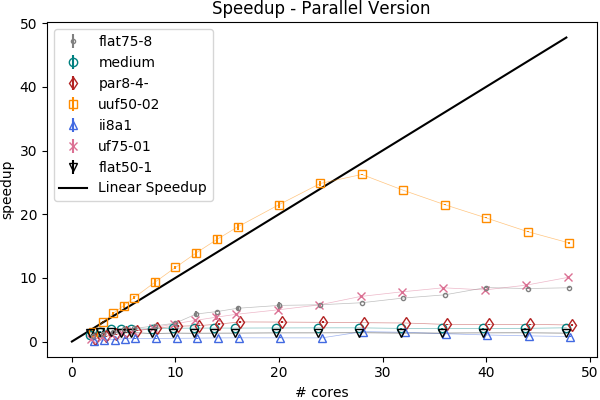 Speedup - Parallel Version
50
40
30
20
10
0
speedup
flat75-8
medium
par8-4-
uuf50-02
ii8a1
uf75-01
flat50-1
Linear Speedup
0 10 20 30 40 50
# cores